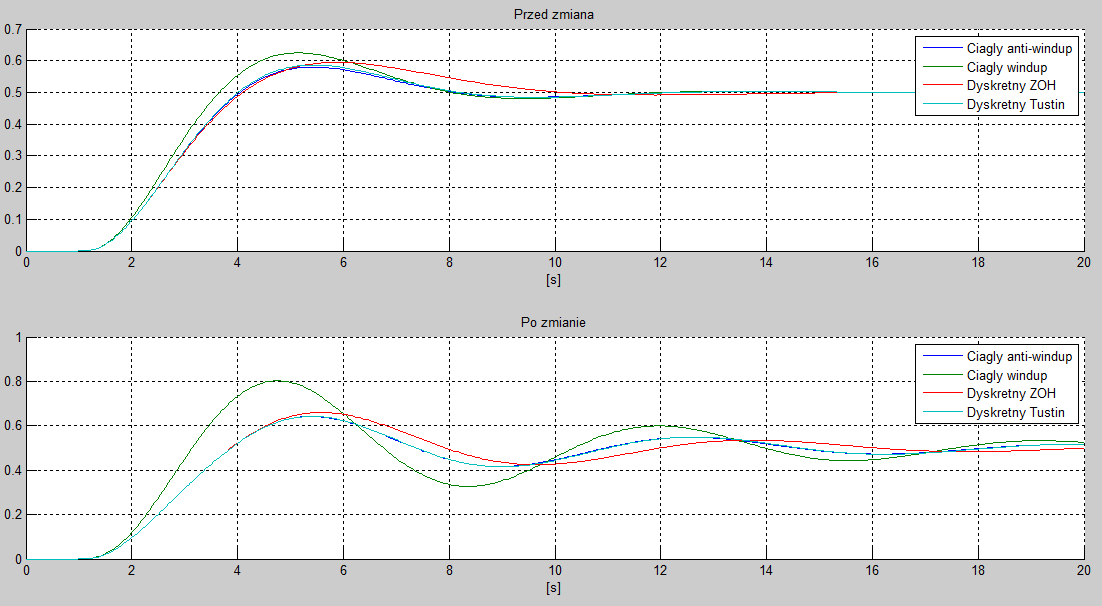 Przed zmiana
0.7
0.6
0.5
0.4
0.3
0.2
0.1
0
Ciagly anti-windup
Ciagly windup
Dyskretny ZOH
Dyskretny Tustin
0 2 4 6 8 10 12 14 16 18 20
[s]
Po zmianie
1
0.8
0.6
0.4
0.2
0
Ciagly anti-windup
Ciagly windup
Dyskretny ZOH
Dyskretny Tustin
0 2 4 6 8 10 12 14 16 18 20
[s]